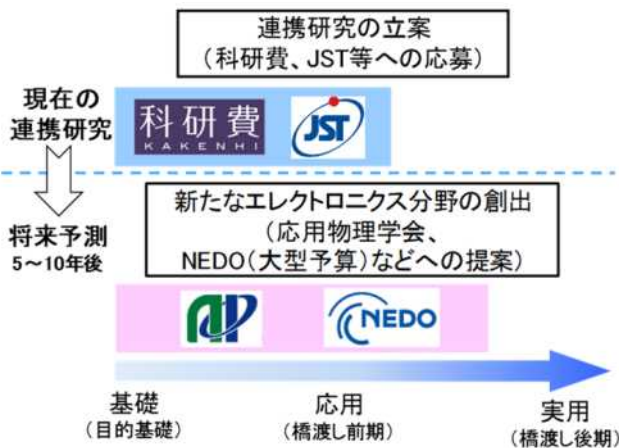 連携研究の立案
(科研費、JST等への応募)
現在の
連携研究
科研費
KAKENHI
JST
新たなエレクトロニクス分野の創出
(応用物理学会、
NEDO(大型予算)などへの提案)
将来予測
5~10年後
AP
NEDO
基礎
(目的基礎)
応用
(橋渡し前期)
実用
(橋渡し後期)